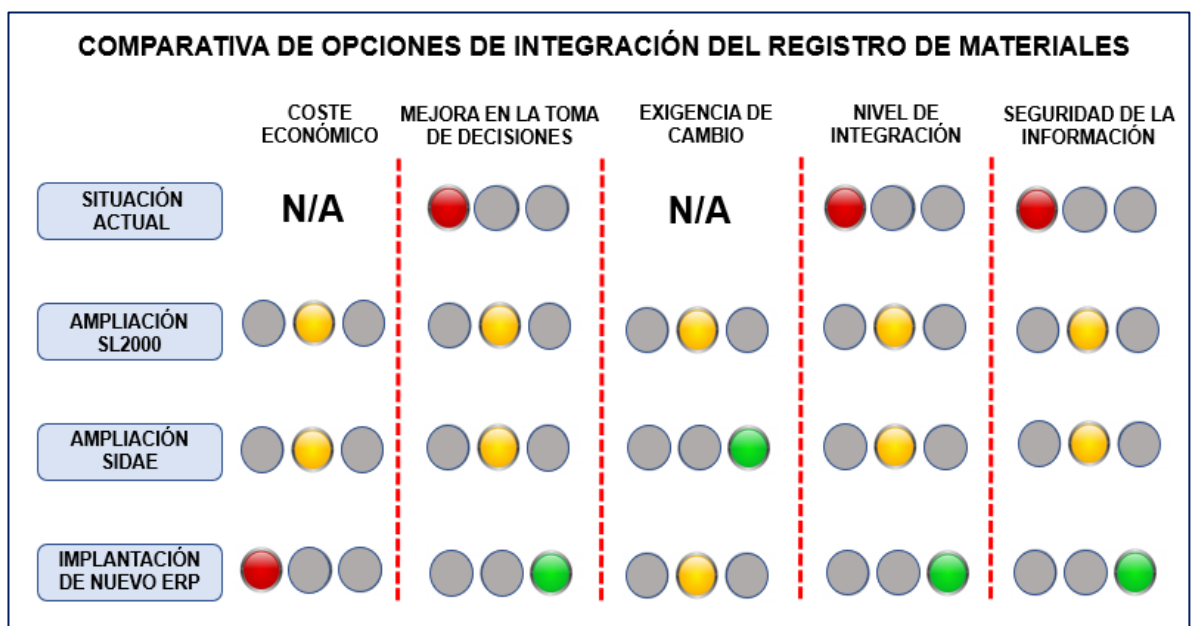 COMPARATIVA DE OPCIONES DE INTEGRACIÓN DEL REGISTRO DE MATERIALES
COSTE
ECONÓMICO
MEJORA EN LA TOMA
DE DECISIONES
EXIGENCIA DE
CAMBIO
NIVEL DE
INTEGRACIÓN
SEGURIDAD DE LA
INFORMACIÓN
SITUACIÓN
ACTUAL
N/A
N/A
AMPLIACIÓN
SL2000
AMPLIACIÓN
SIDAE
IMPLANTACIÓN
DE NUEVO ERP